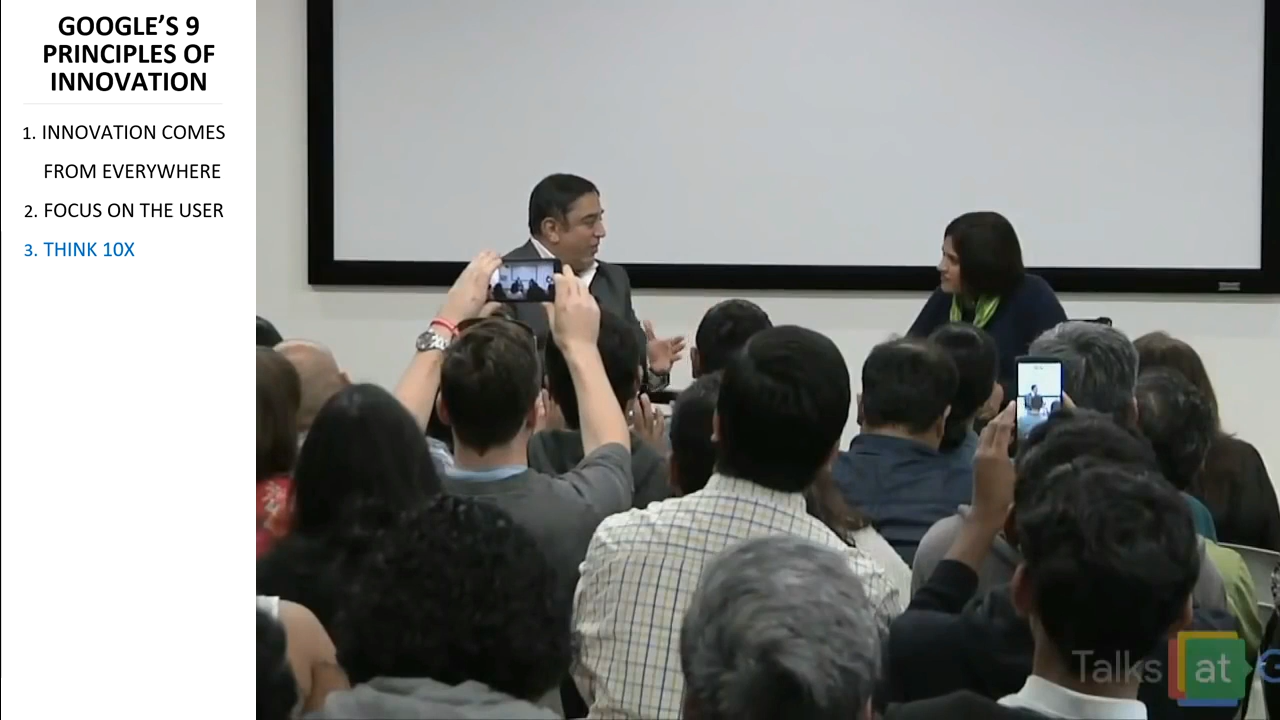 GOOGLE’S 9
PRINCIPLES OF
INNOVATION
1. INNOVATION COMES
FROM EVERYWHERE
2. FOCUS ON THE USER
3. THINK 10X
Talks at G